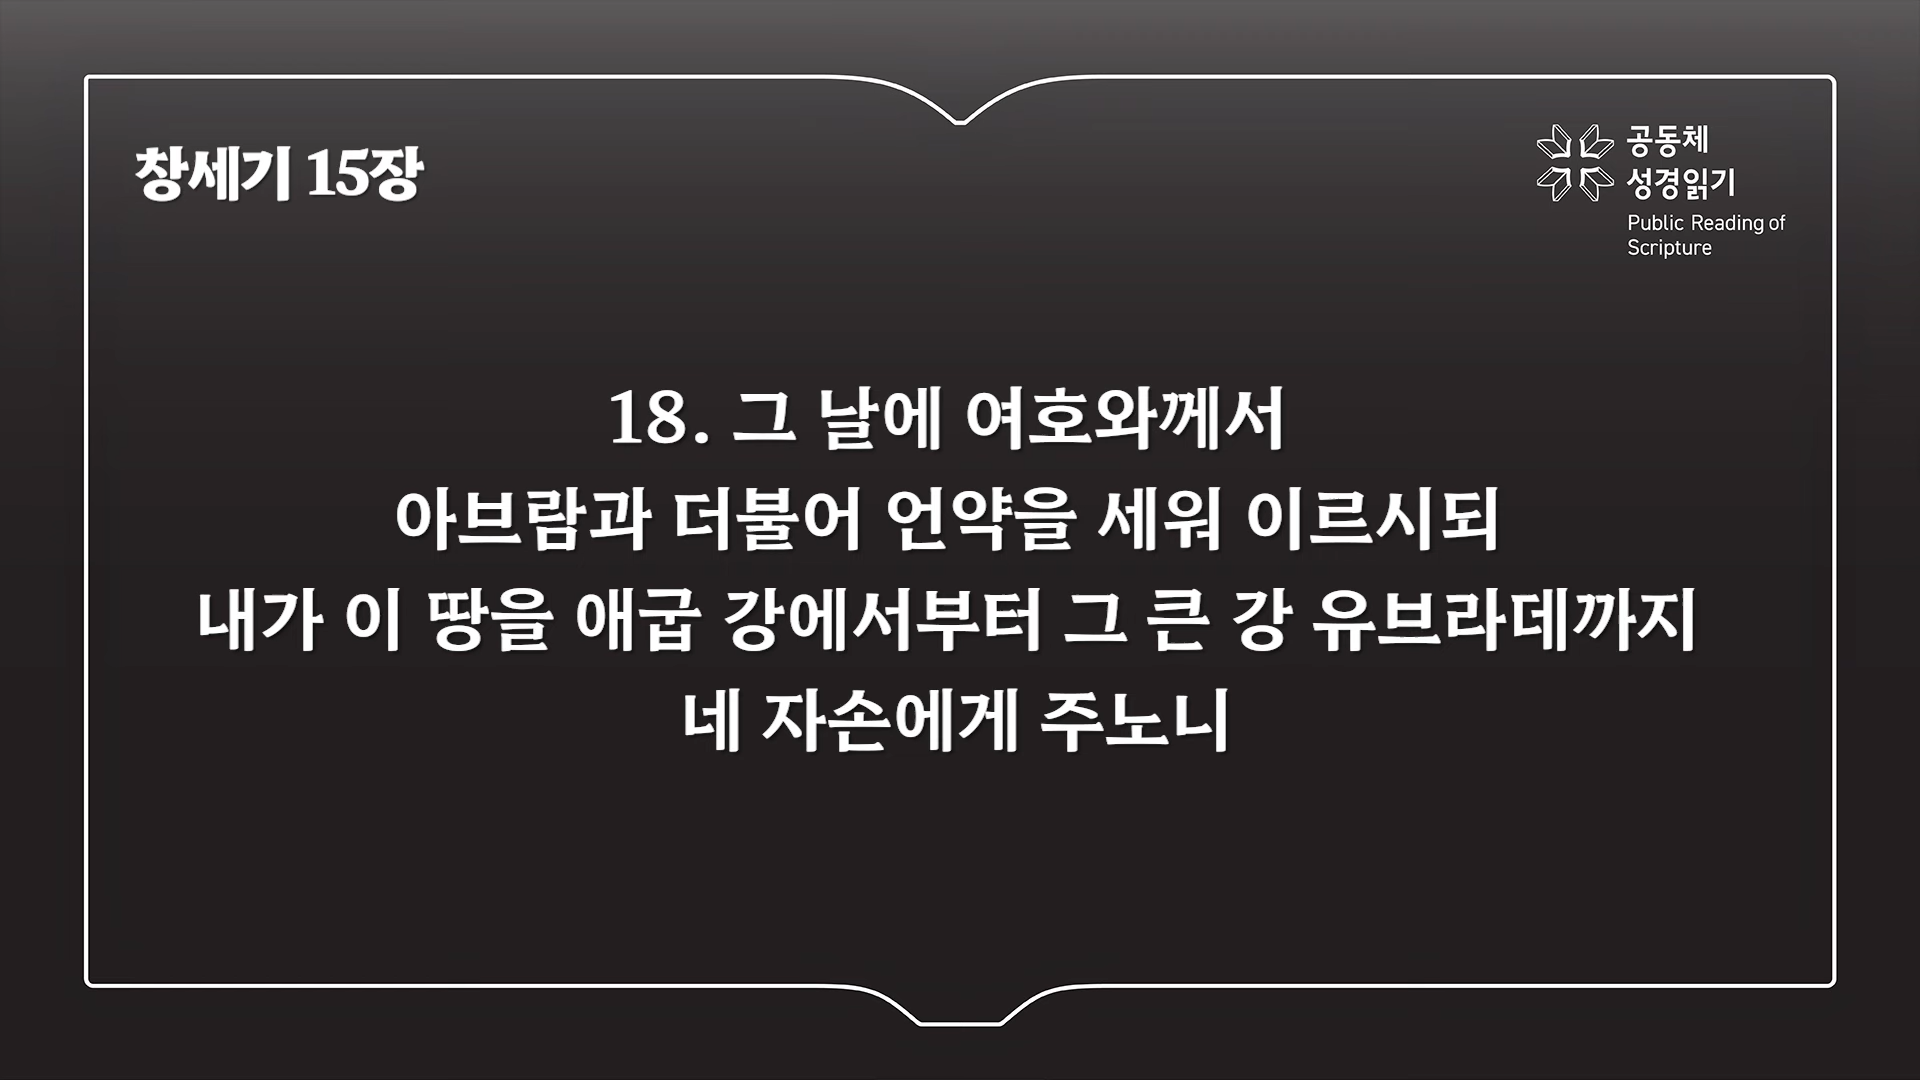 창세기 15장
공동체
성경읽기
Public Reading of
Scripture
18. 그 날에 여호와께서
아브람과 더불어 언약을 세워 이르시되
내가 이 땅을 애굽 강에서부터 그 큰 강 유브라데까지
네 자손에게 주노니